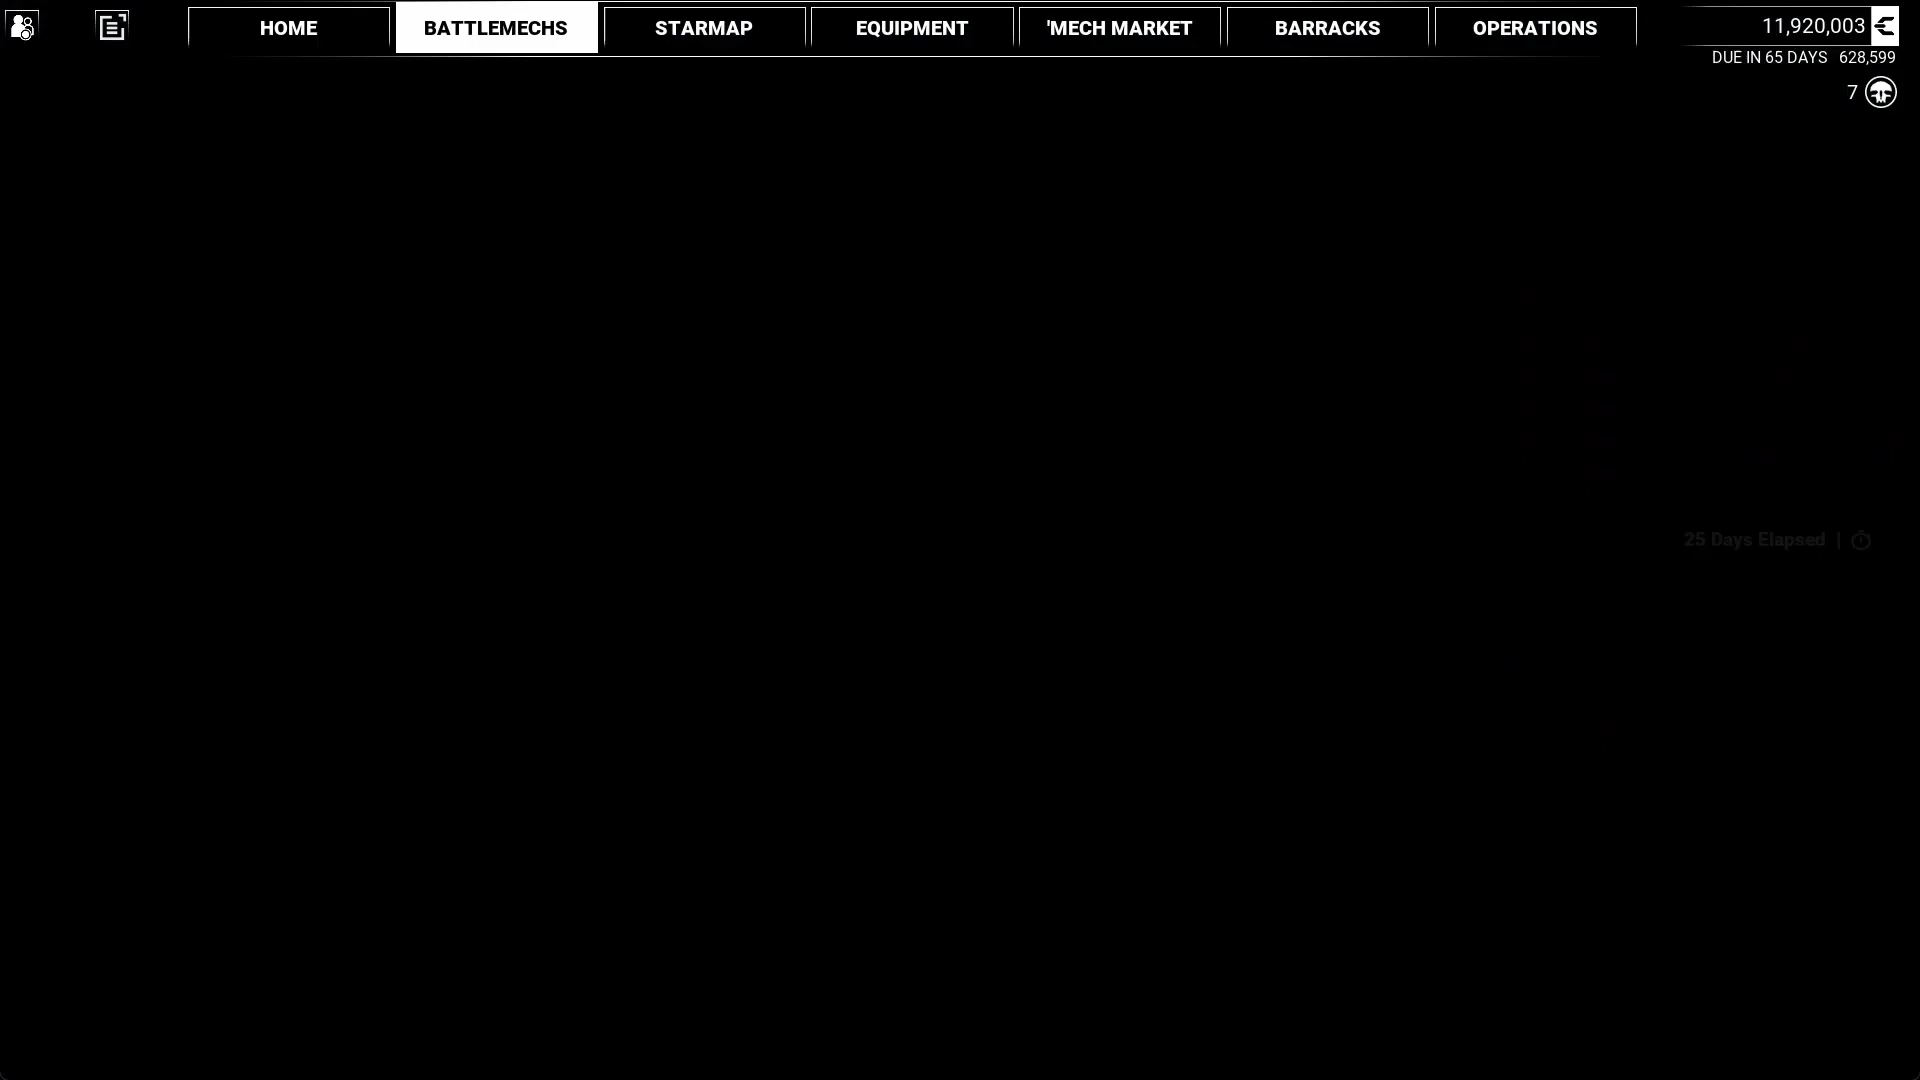 HOME
BATTLEMECHS
STARMAP
EQUIPMENT
'MECH MARKET
BARRACKS
OPERATIONS
11,920,003
DUE IN 65 DAYS 628,599
7
25 Days Elapsed |